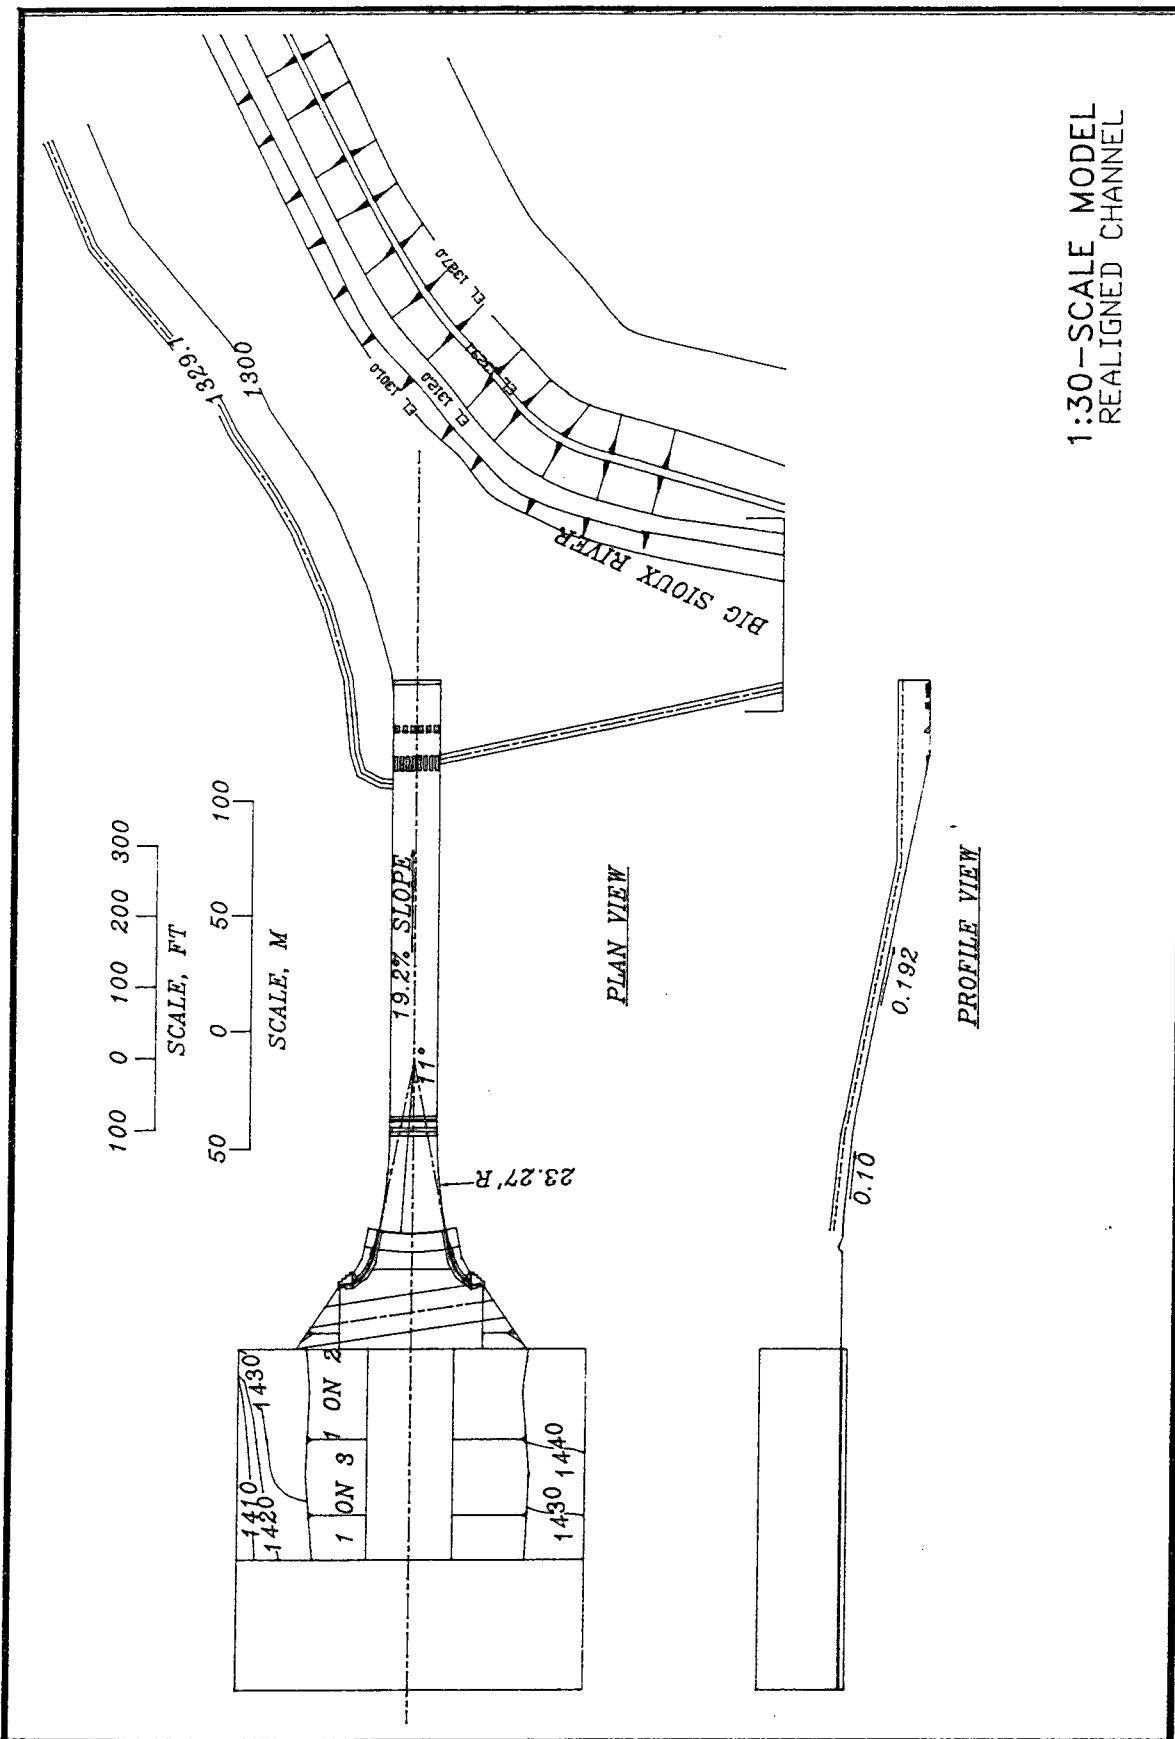 1:30-SCALE MODEL
REALIGNED CHANNEL
100 0 100 200 300
SCALE, FT
50 0 50 100
SCALE, M
1329.7
1300
EL 1301.0
EL 1312.0
EL 1329.1
EL 1327.0
BIG SIOUX RIVER
19.2% SLOPE
11°
23.27' R
1410
1420
1430
1 ON 3
1 ON 2
1430
1440
PLAN VIEW
0.10
0.192
PROFILE VIEW